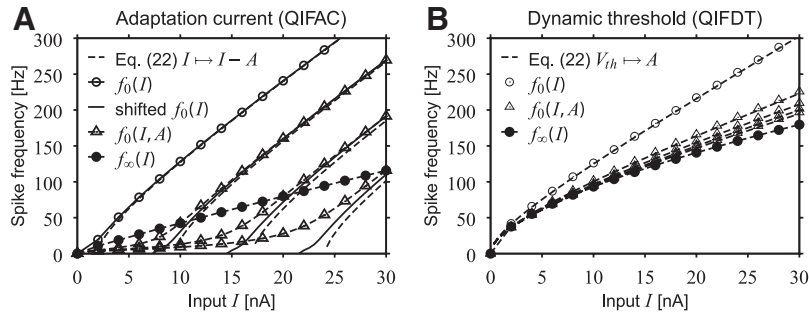 A
Adaptation current (QIFAC)
Spike frequency [Hz]
300
250
200
150
100
50
0
Eq. (22) I ↦ I − A
f₀(I)
shifted f₀(I)
f₀(I, A)
f∞(I)
0 5 10 15 20 25 30
Input I [nA]
B
Dynamic threshold (QIFDT)
Spike frequency [Hz]
300
250
200
150
100
50
0
Eq. (22) Vth ↦ A
f₀(I)
f₀(I, A)
f∞(I)
0 5 10 15 20 25 30
Input I [nA]